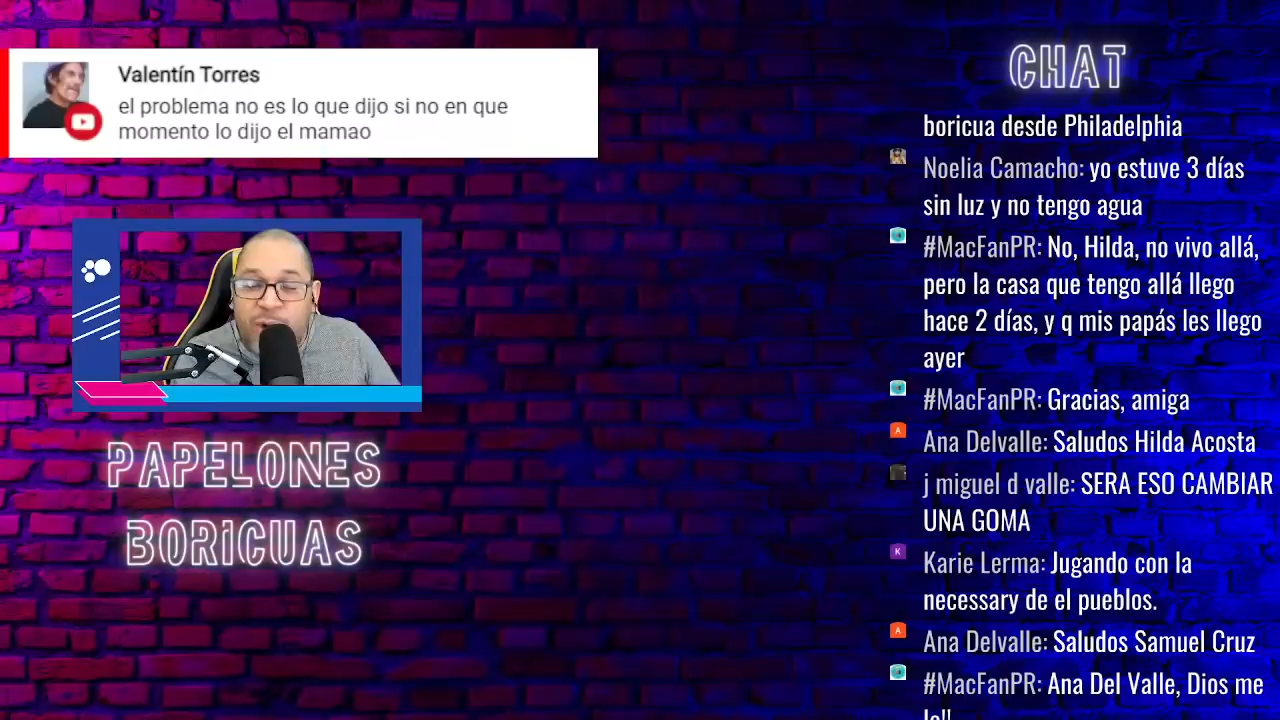 Valentín Torres
el problema no es lo que dijo si no en que
momento lo dijo el mamao
PAPELONES
BORICUAS
CHAT
boricua desde Philadelphia
Noelia Camacho: yo estuve 3 días
sin luz y no tengo agua
#MacFanPR: No, Hilda, no vivo allá,
pero la casa que tengo allá llego
hace 2 días, y q mis papás les llego
ayer
#MacFanPR: Gracias, amiga
A
Ana Delvalle: Saludos Hilda Acosta
j miguel d valle: SERA ESO CAMBIAR
UNA GOMA
K
Karie Lerma: Jugando con la
necessary de el pueblos.
A
Ana Delvalle: Saludos Samuel Cruz
#MacFanPR: Ana Del Valle, Dios me